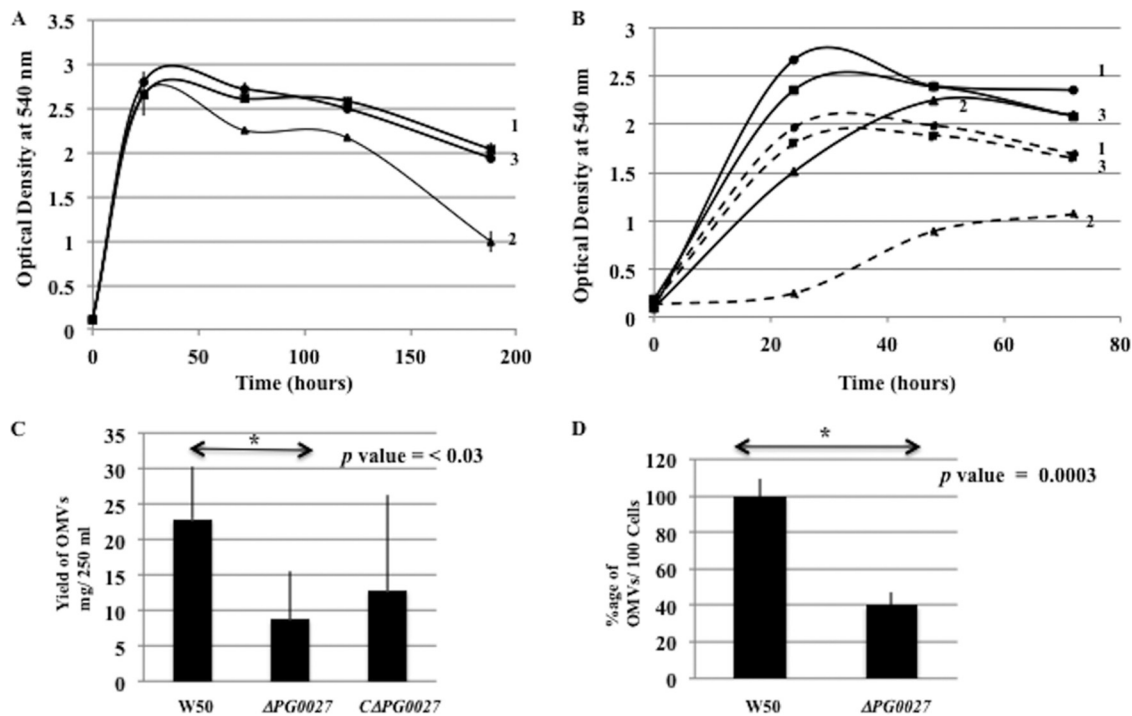 A
Optical Density at 540 nm
3.5
3
2.5
2
1.5
1
0.5
0
1
3
2
0
50
100
150
200
Time (hours)
B
Optical Density at 540 nm
3
2.5
2
1.5
1
0.5
0
1
2
3
1
3
2
0
20
40
60
80
Time (hours)
C
Yield of OMVs
mg/ 250 ml
35
30
25
20
15
10
5
0
*
p value = < 0.03
W50
ΔPG0027
CΔPG0027
D
%age of
OMVs/ 100 Cells
120
100
80
60
40
20
0
*
p value = 0.0003
W50
ΔPG0027